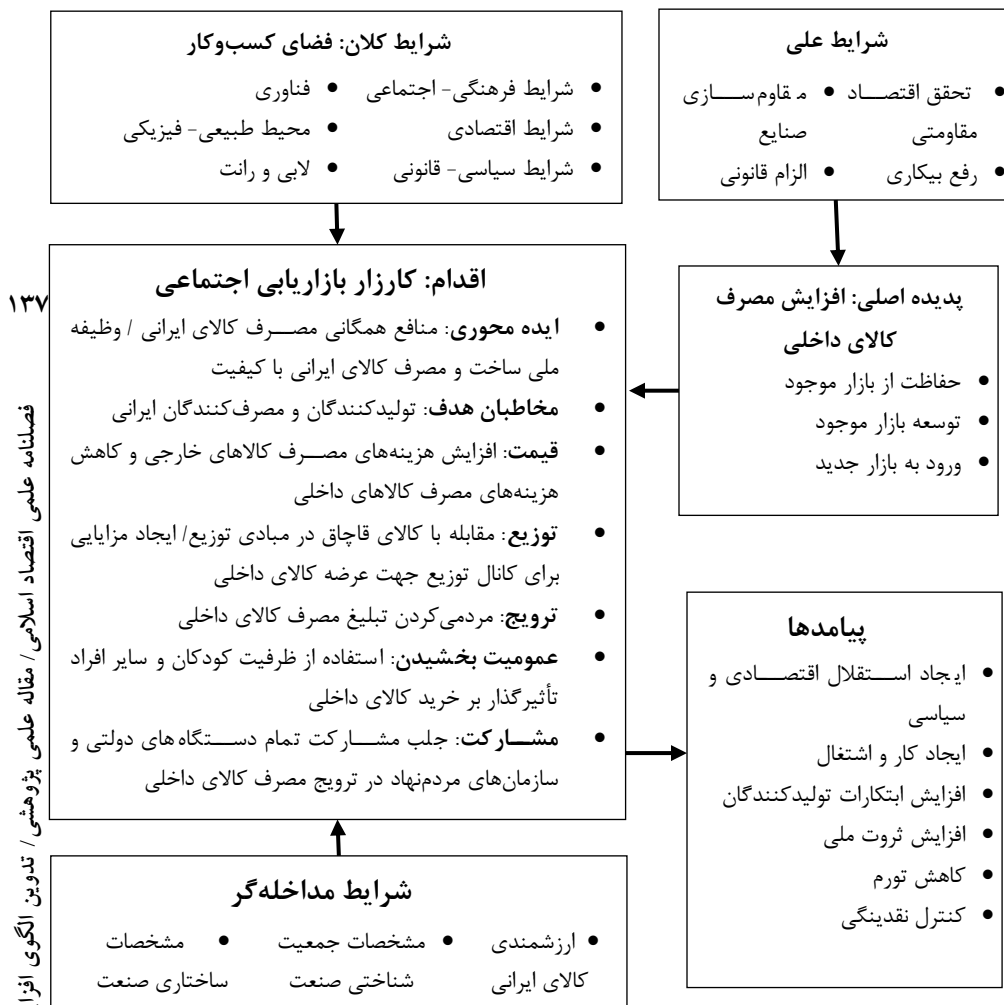 شرایط علی
• تحقق اقتصاد مقاومتی
• مقاوم‌سازی صنایع
• رفع بیکاری
• الزام قانونی
شرایط کلان: فضای کسب‌وکار
• شرایط فرهنگی- اجتماعی
• فناوری
• شرایط اقتصادی
• محیط طبیعی- فیزیکی
• شرایط سیاسی- قانونی
• لابی و رانت
پدیده اصلی: افزایش مصرف
کالای داخلی
• حفاظت از بازار موجود
• توسعه بازار موجود
• ورود به بازار جدید
اقدام: کارزار بازاریابی اجتماعی
• ایده محوری: منافع همگانی مصرف کالای ایرانی / وظیفه
ملی ساخت و مصرف کالای ایرانی با کیفیت
• مخاطبان هدف: تولیدکنندگان و مصرف‌کنندگان ایرانی
• قیمت: افزایش هزینه‌های مصرف کالاهای خارجی و کاهش
هزینه‌های مصرف کالاهای داخلی
• توزیع: مقابله با کالای قاچاق در مبادی توزیع/ ایجاد مزایایی
برای کانال توزیع جهت عرضه کالای داخلی
• ترویج: مردمی‌کردن تبلیغ مصرف کالای داخلی
• عمومیت بخشیدن: استفاده از ظرفیت کودکان و سایر افراد
تأثیرگذار بر خرید کالای داخلی
• مشارکت: جلب مشارکت تمام دستگاه‌های دولتی و
سازمان‌های مردم‌نهاد در ترویج مصرف کالای داخلی
پیامدها
• ایجاد استقلال اقتصادی و
سیاسی
• ایجاد کار و اشتغال
• افزایش ابتکارات تولیدکنندگان
• افزایش ثروت ملی
• کاهش تورم
• کنترل نقدینگی
شرایط مداخله‌گر
• ارزشمندی کالای ایرانی
• مشخصات جمعیت شناختی صنعت
• مشخصات ساختاری صنعت
۱۳۷
فصلنامه علمی اقتصاد اسلامی/ مقاله علمی پژوهشی/ تدوین الگوی